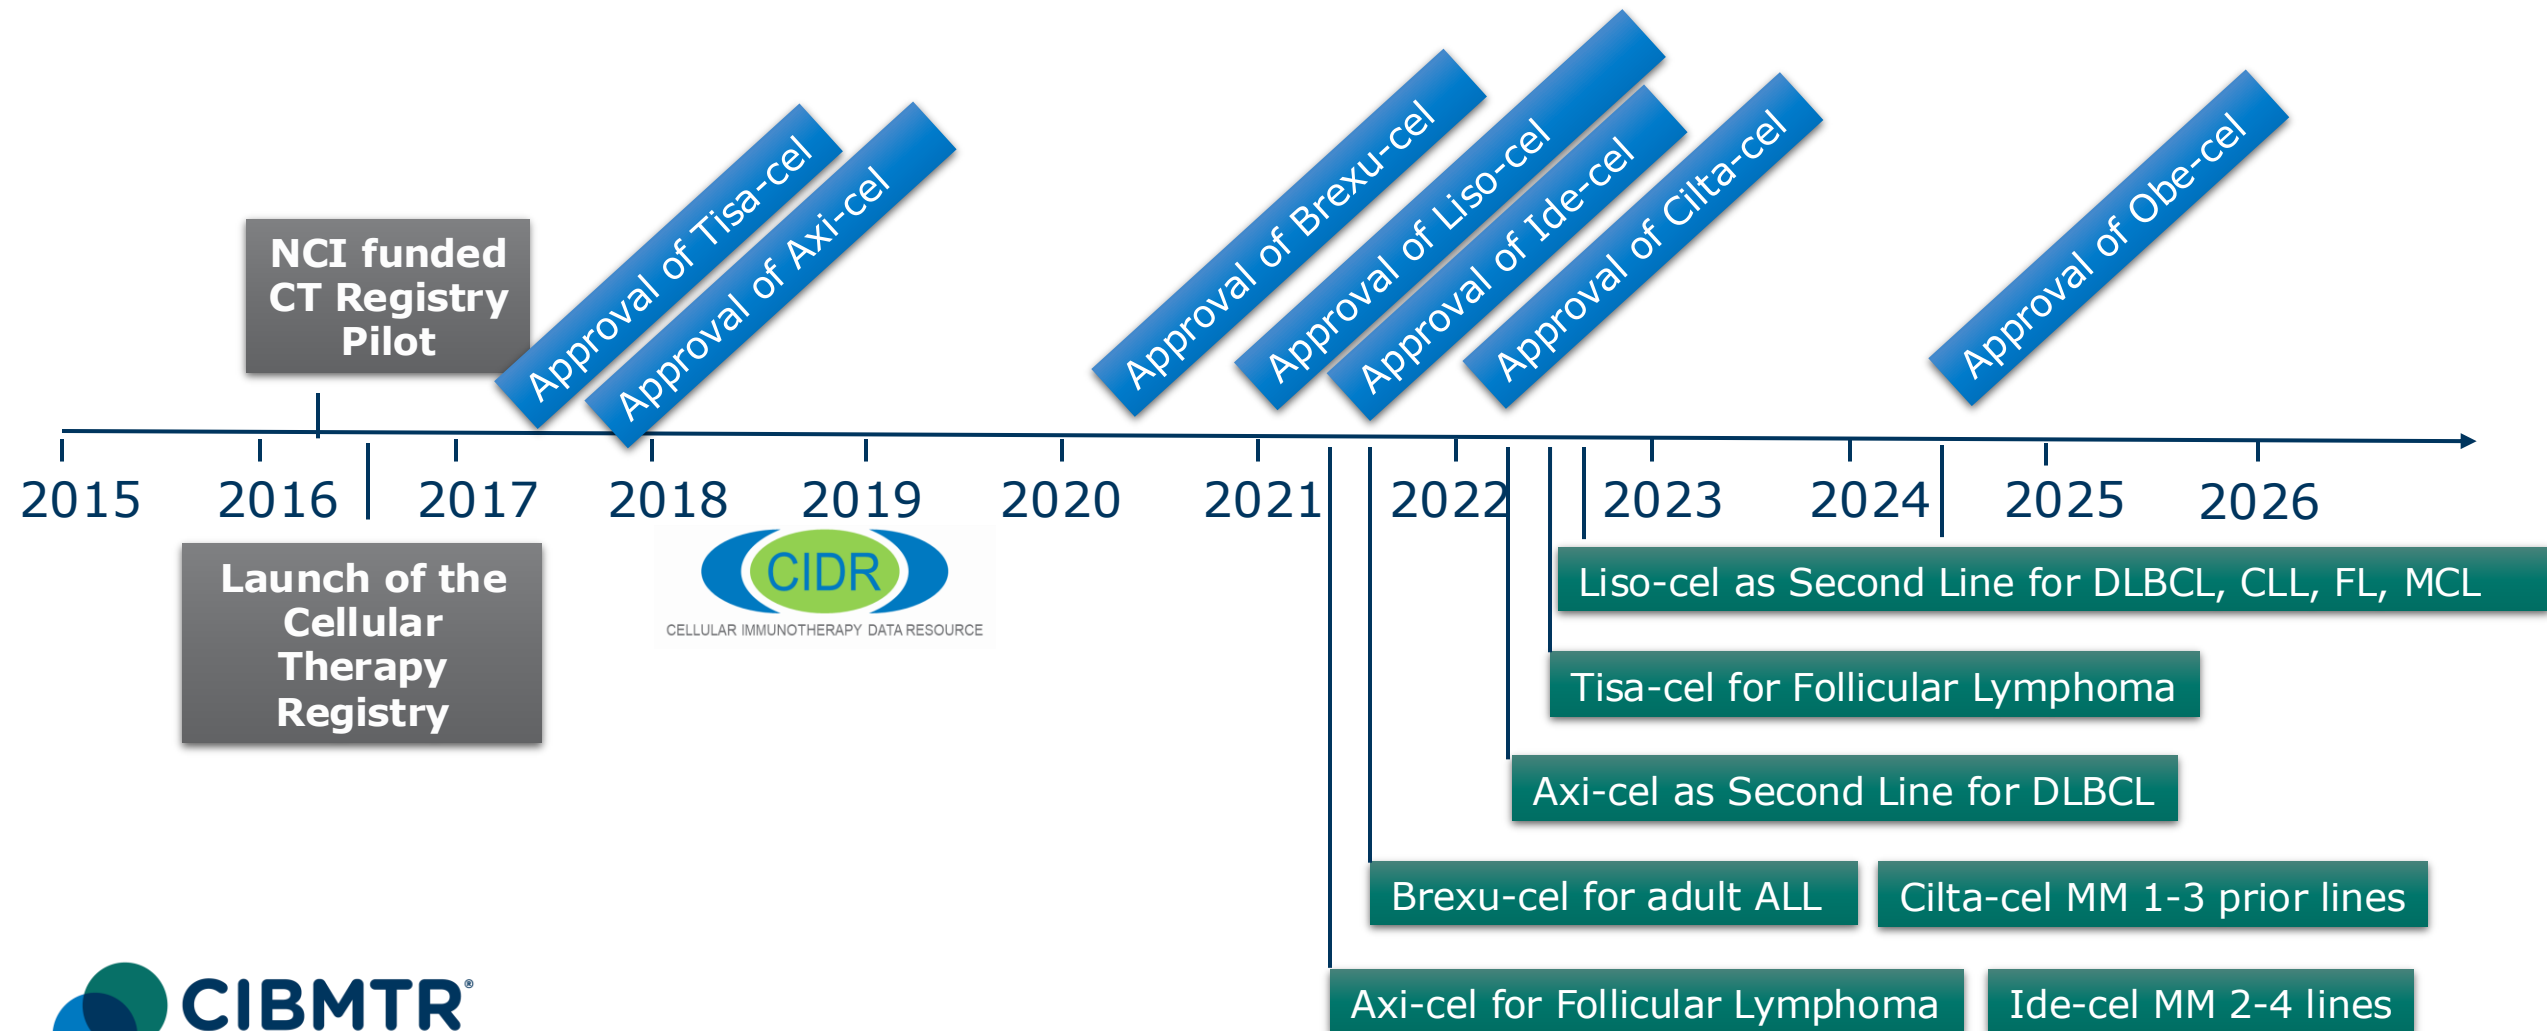 Approval of Tisa-cel
Approval of Axi-cel
Approval of Brexu-cel
Approval of Liso-cel
Approval of Ide-cel
Approval of Cilta-cel
Approval of Obe-cel
NCI funded
CT Registry
Pilot
2015
2016
2017
2018
2019
2020
2021
2022
2023
2024
2025
2026
Launch of the
Cellular
Therapy
Registry
CIDR
CELLULAR IMMUNOTHERAPY DATA RESOURCE
Liso-cel as Second Line for DLBCL, CLL, FL, MCL
Tisa-cel for Follicular Lymphoma
Axi-cel as Second Line for DLBCL
Brexu-cel for adult ALL
Cilta-cel MM 1-3 prior lines
Axi-cel for Follicular Lymphoma
Ide-cel MM 2-4 lines
CIBMTR®